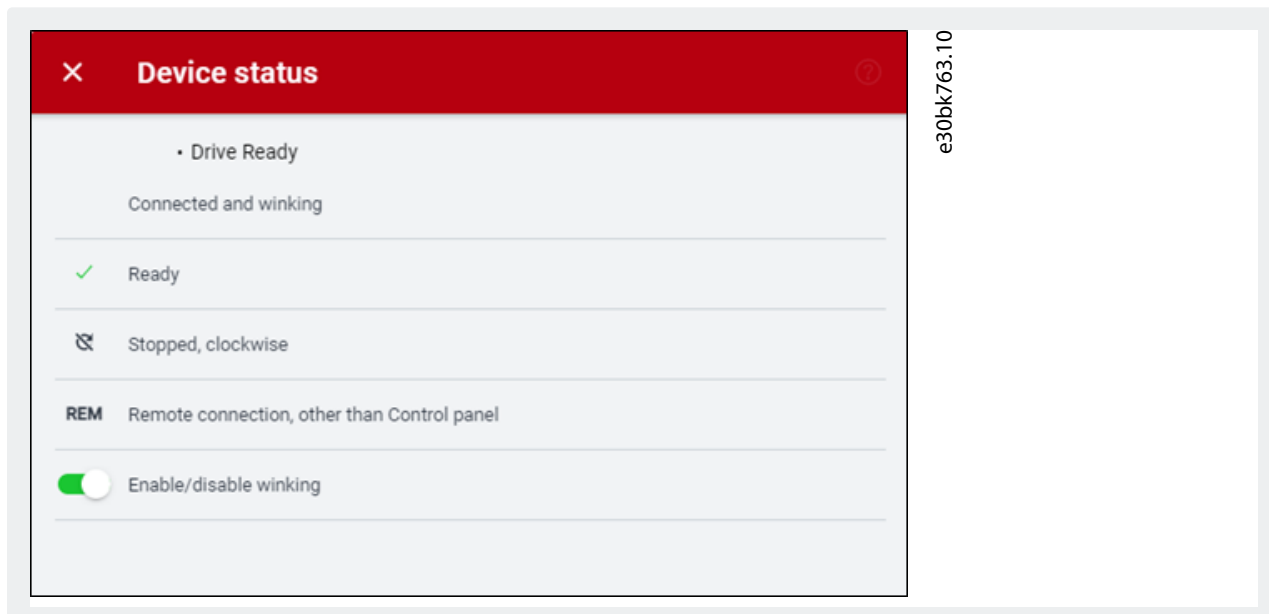 Device status
• Drive Ready
Connected and winking
Ready
Stopped, clockwise
REM Remote connection, other than Control panel
Enable/disable winking
e30bk763.10